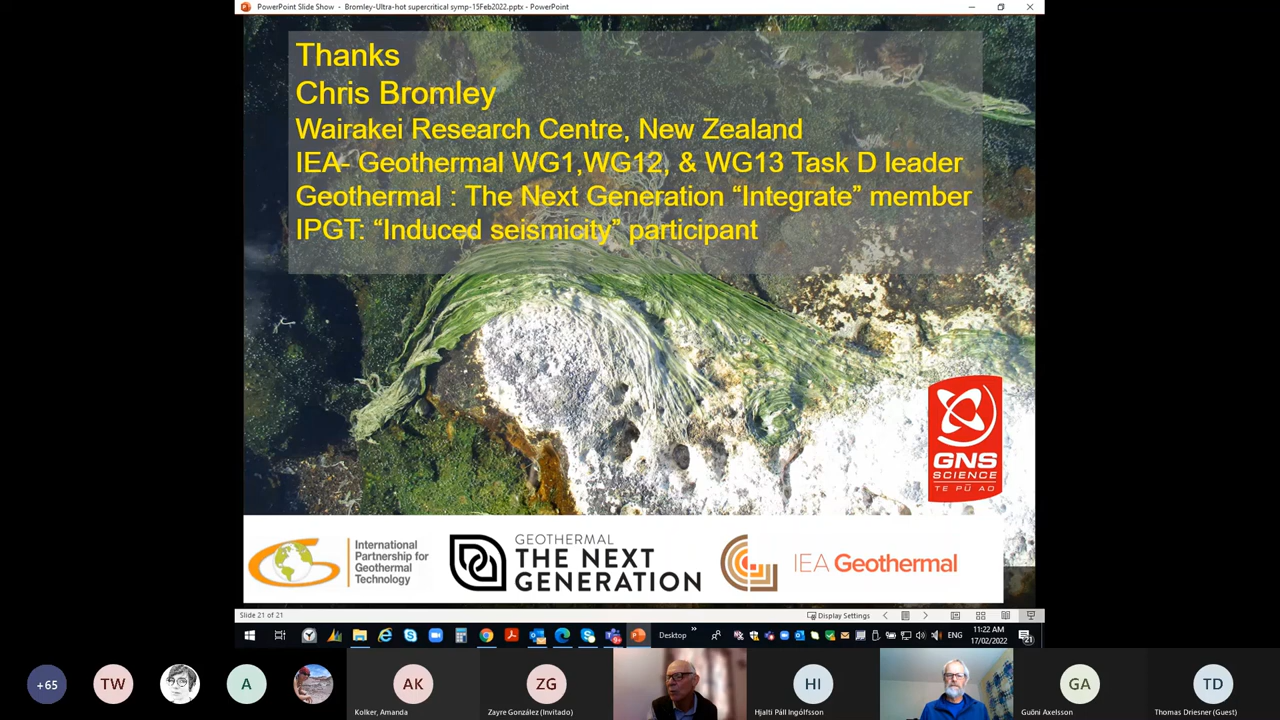 PowerPoint Slide Show - Bromley-Ultra-hot supercritical symp-15Feb2022.pptx - PowerPoint
Thanks
Chris Bromley
Wairakei Research Centre, New Zealand
IEA- Geothermal WG1,WG12, & WG13 Task D leader
Geothermal : The Next Generation “Integrate” member
IPGT: “Induced seismicity” participant
GNS
SCIENCE
TE PŪ AO
International
Partnership for
Geothermal
Technology
GEOTHERMAL
THE NEXT
GENERATION
IEA Geothermal
Slide 21 of 21
Display Settings
Desktop
ENG
11:22 AM
17/02/2022
21
+65
TW
A
AK
ZG
HI
GA
TD
Kolker, Amanda
Zayre González (Invitado)
Hjalti Páll Ingólfsson
Guðni Axelsson
Thomas Driesner (Guest)